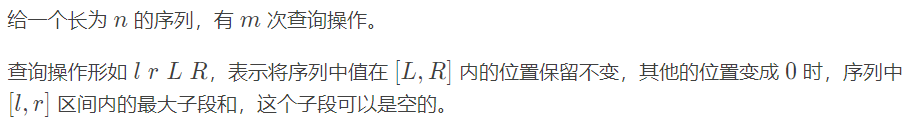 给一个长为 n 的序列，有 m 次查询操作。
查询操作形如 l r L R，表示将序列中值在 [L, R] 内的位置保留不变，其他的位置变成 0 时，序列中
[l, r] 区间内的最大子段和，这个子段可以是空的。